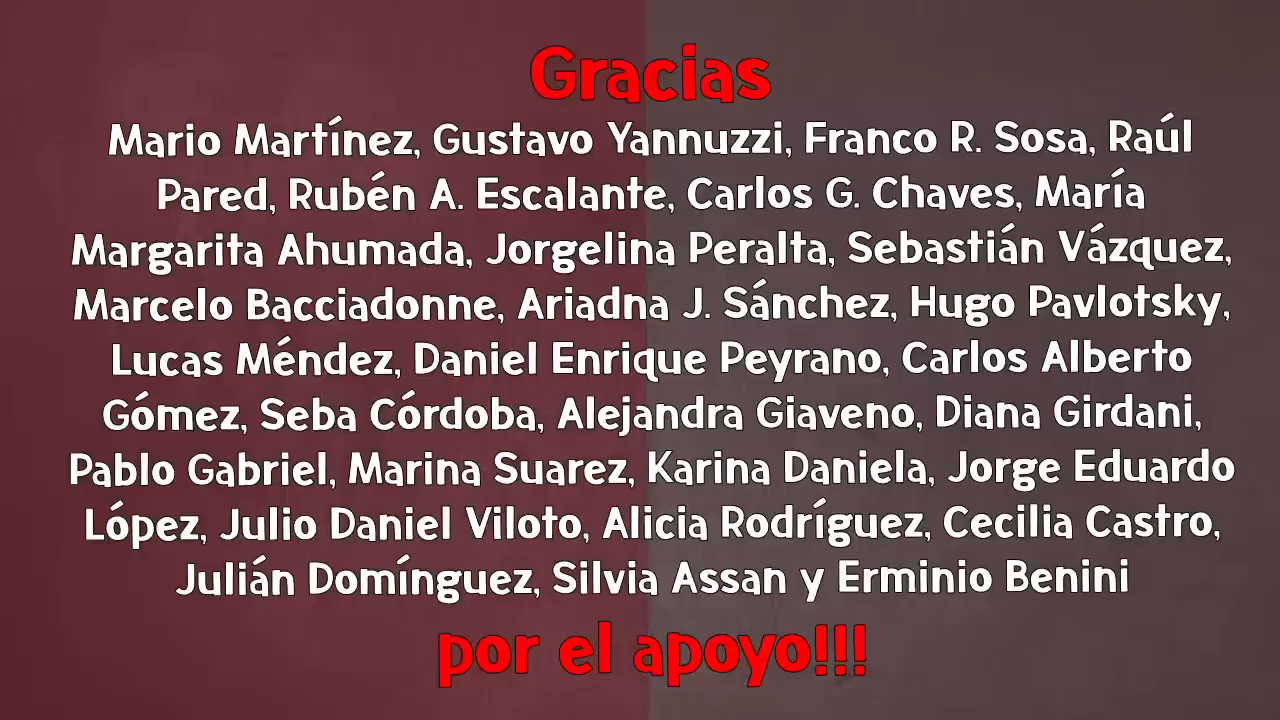 Gracias
Mario Martínez, Gustavo Yannuzzi, Franco R. Sosa, Raúl
Pared, Rubén A. Escalante, Carlos G. Chaves, María
Margarita Ahumada, Jorgelina Peralta, Sebastián Vázquez,
Marcelo Bacciadonne, Ariadna J. Sánchez, Hugo Pavlotsky,
Lucas Méndez, Daniel Enrique Peyrano, Carlos Alberto
Gómez, Seba Córdoba, Alejandra Giaveno, Diana Girdani,
Pablo Gabriel, Marina Suarez, Karina Daniela, Jorge Eduardo
López, Julio Daniel Viloto, Alicia Rodríguez, Cecilia Castro,
Julián Domínguez, Silvia Assan y Erminio Benini
por el apoyo!!!